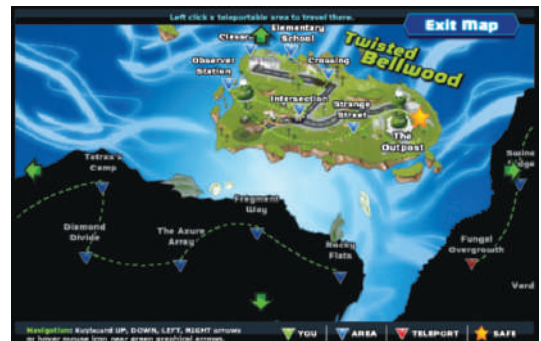 Left click a teleportable area to travel there.
Exit Map
Elementary
School
Twisted
Bellwood
Crossing
Observer
Station
Intersection
Strange
Street
The
Outpost
Tetrax's
Camp
Fragment
Way
Diamond
Divide
The Azure
Array
Rocky
Flats
Fungal
Overgrowth
Navigation: Keyboard UP, DOWN, LEFT, RIGHT arrows
or hover mouse icon near green graphical arrows.
YOU
AREA
TELEPORT
SAFE